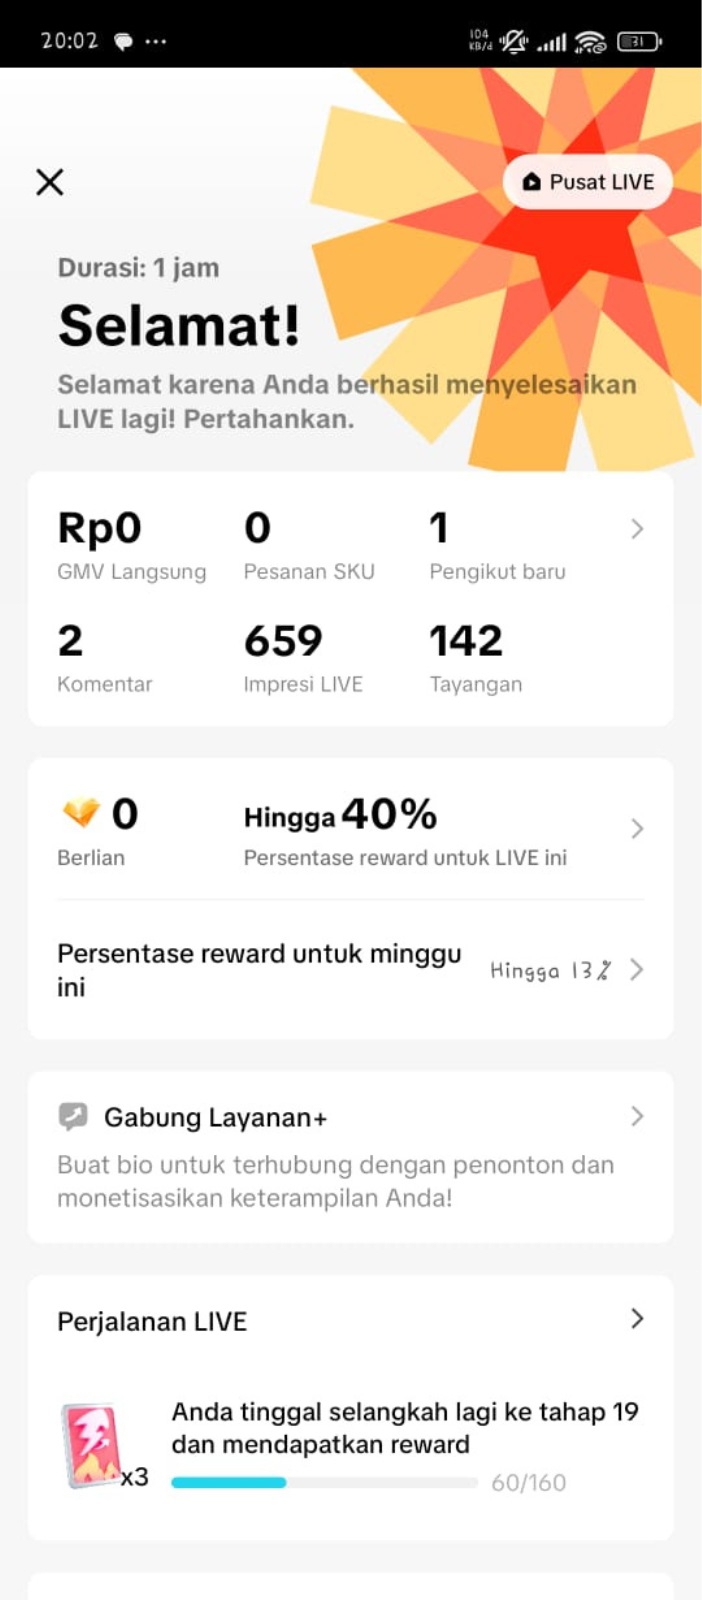 20:02 ...
104
KB/d
31
Pusat LIVE
Durasi: 1 jam
Selamat!
Selamat karena Anda berhasil menyelesaikan
LIVE lagi! Pertahankan.
Rp0 0 1
GMV Langsung Pesanan SKU Pengikut baru
2 659 142
Komentar Impresi LIVE Tayangan
0 Hingga 40%
Berlian Persentase reward untuk LIVE ini
Persentase reward untuk minggu
ini
Hingga 13%
Gabung Layanan+
Buat bio untuk terhubung dengan penonton dan
monetisasikan keterampilan Anda!
Perjalanan LIVE
Anda tinggal selangkah lagi ke tahap 19
dan mendapatkan reward
x3
60/160